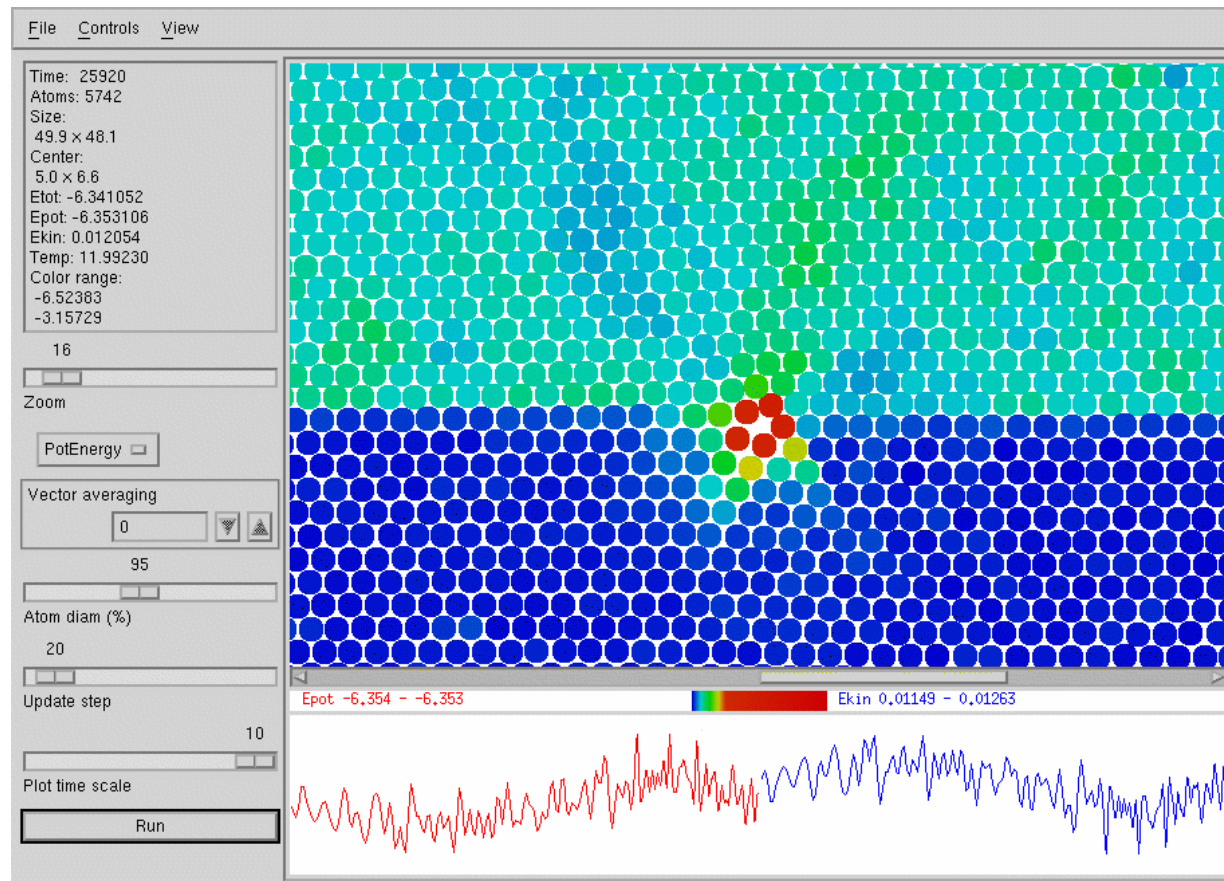 File Controls View
Time: 25920
Atoms: 5742
Size:
49.9 × 48.1
Center:
5.0 × 6.6
Etot: -6.341052
Epot: -6.353106
Ekin: 0.012054
Temp: 11.99230
Color range:
-6.52383
-3.15729
16
Zoom
PotEnergy
Vector averaging
0
95
Atom diam (%)
20
Update step
10
Plot time scale
Run
Epot -6.354 - -6.353
Ekin 0.01149 - 0.01263